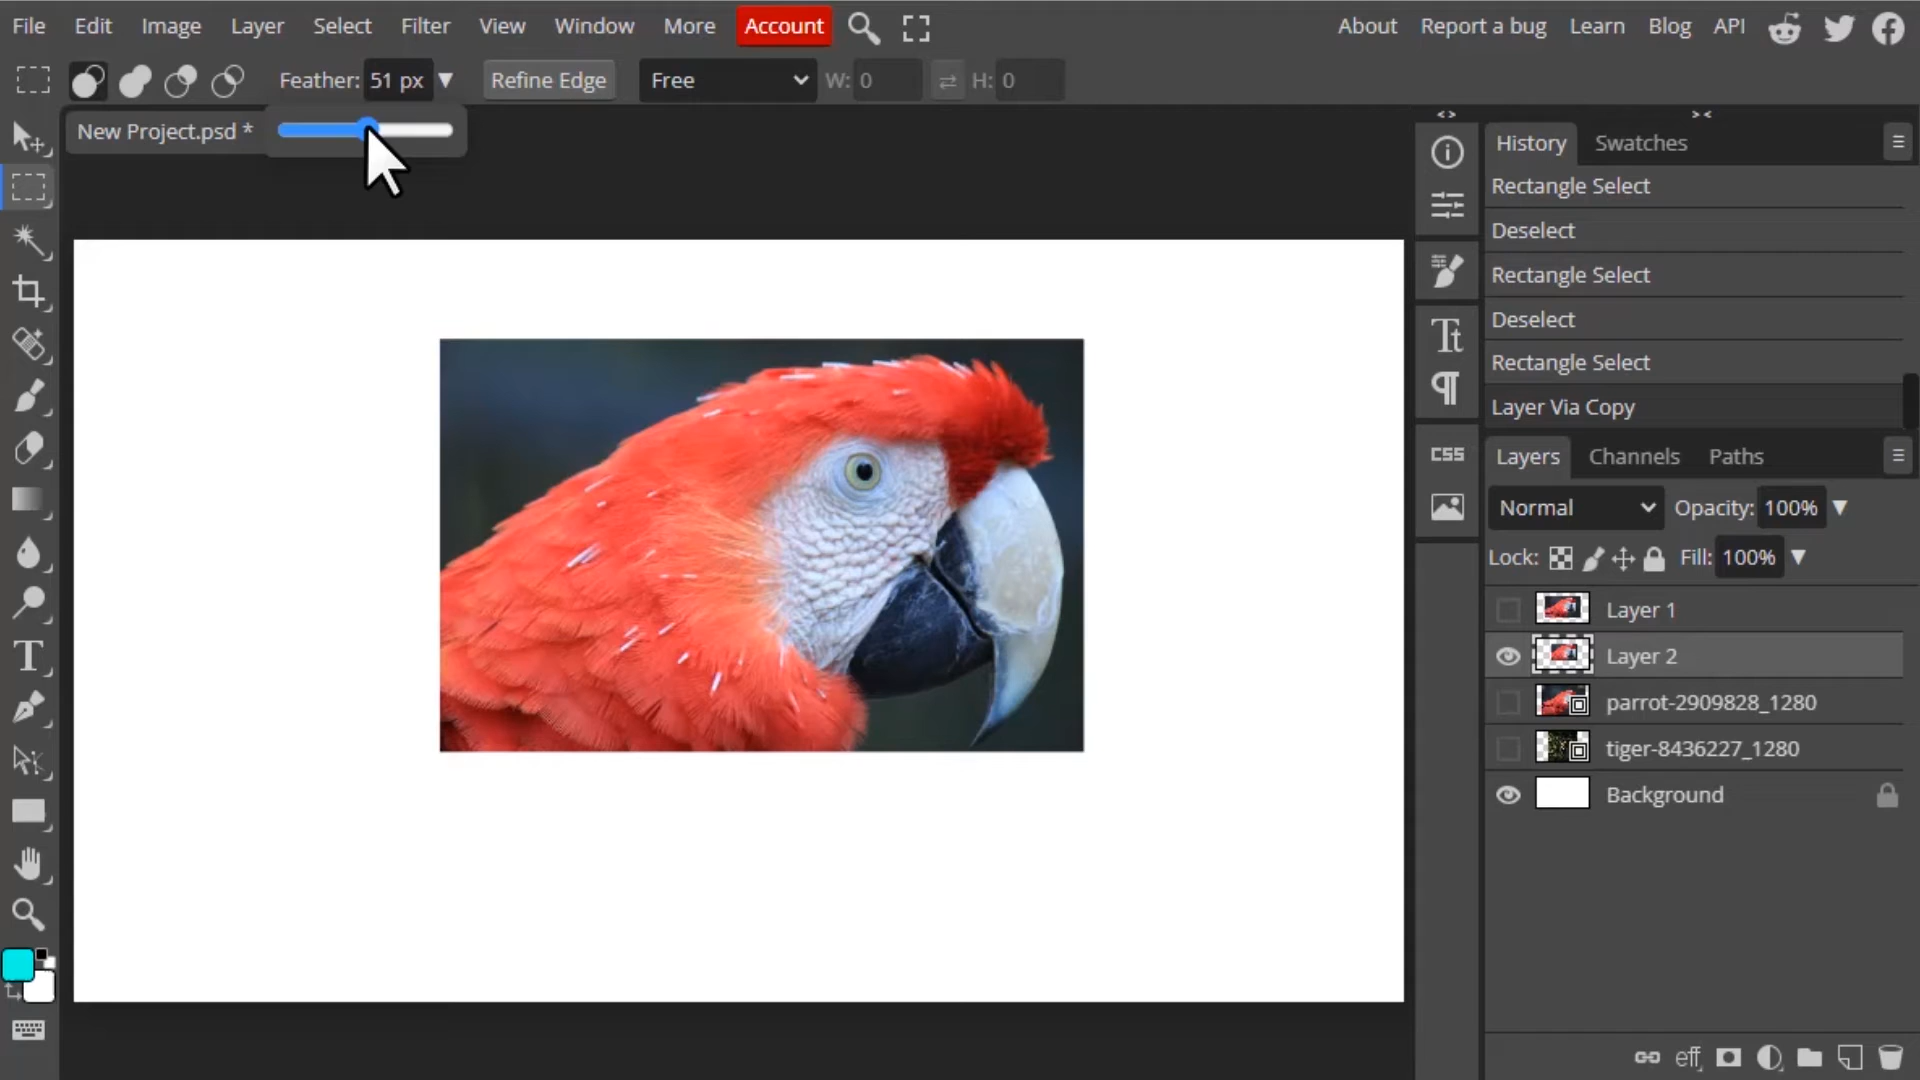 File Edit Image Layer Select Filter View Window More Account About Report a bug Learn Blog API
Feather: 51 px Refine Edge Free W: 0 H: 0
New Project.psd *
History Swatches
Rectangle Select
Deselect
Rectangle Select
Deselect
Rectangle Select
Layer Via Copy
CSS
Layers Channels Paths
Normal Opacity: 100%
Lock: Fill: 100%
Layer 1
Layer 2
parrot-2909828_1280
tiger-8436227_1280
Background
eff